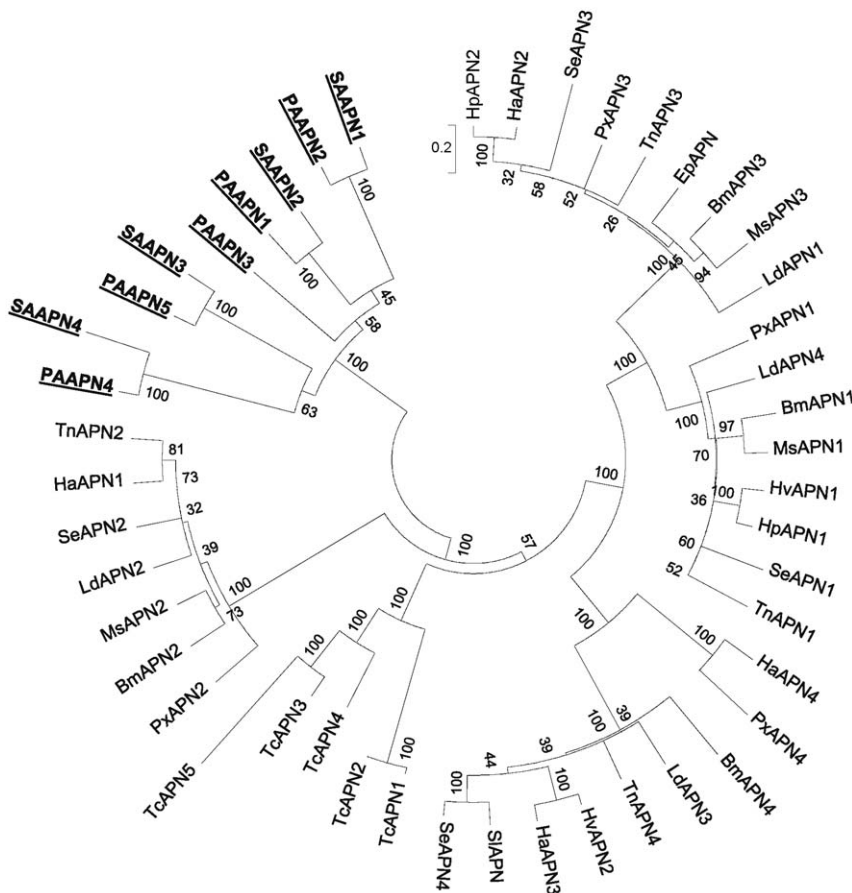 SAAPN1
PAAPN2
SAAPN2
PAAPN1
PAAPN3
SAAPN3
PAAPN5
SAAPN4
PAAPN4
TnAPN2
HaAPN1
SeAPN2
LdAPN2
MsAPN2
BmAPN2
PxAPN2
TcAPN5
TcAPN3
TcAPN4
TcAPN2
TcAPN1
SeAPN4
SlAPN
HaAPN3
HvAPN2
TnAPN4
LdAPN3
BmAPN4
PxAPN4
HaAPN4
TnAPN1
SeAPN1
HpAPN1
HvAPN1
MsAPN1
BmAPN1
LdAPN4
PxAPN1
LdAPN1
MsAPN3
BmAPN3
EpAPN
TnAPN3
PxAPN3
SeAPN3
HaAPN2
HpAPN2
0.2
100
100
100
100
45
58
100
63
81
73
32
39
100
73
100
57
100
100
100
100
100
44
39
100
100
39
100
100
100
100
100
100
97
70
100
36
60
52
100
45
94
26
52
58
32
100